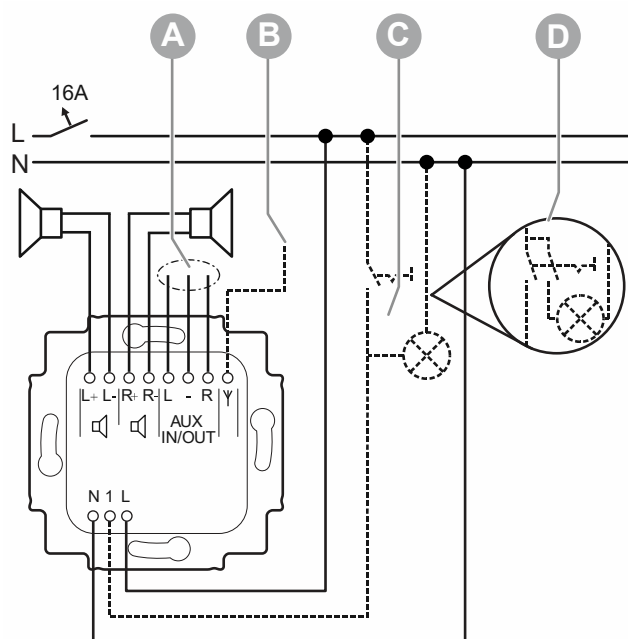 A B C D
16A
L
N
L+ L- R+ R- L - R
AUX
IN/OUT
N 1 L